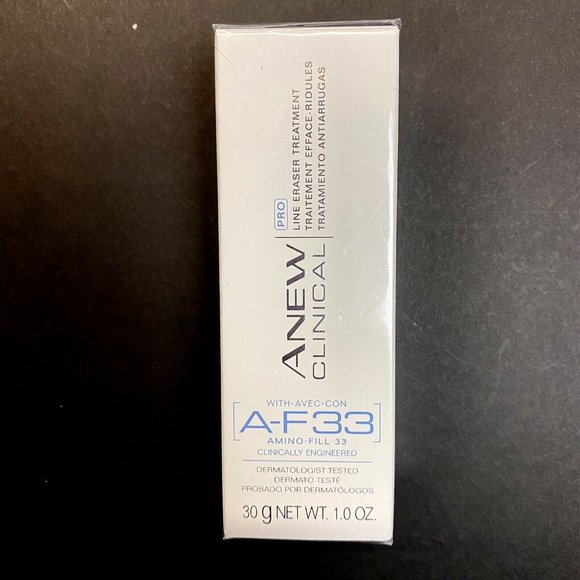 ANEW
CLINICAL
PRO
LINE ERASER TREATMENT
TRAITEMENT EFFACE-RIDULES
TRATAMIENTO ANTIARRUGAS
WITH•AVEC•CON
[A-F33]
AMINO-FILL 33
CLINICALLY ENGINEERED
DERMATOLOGIST TESTED
DERMATO-TESTÉ
PROBADO POR DERMATÓLOGOS
30 g NET WT. 1.0 OZ.